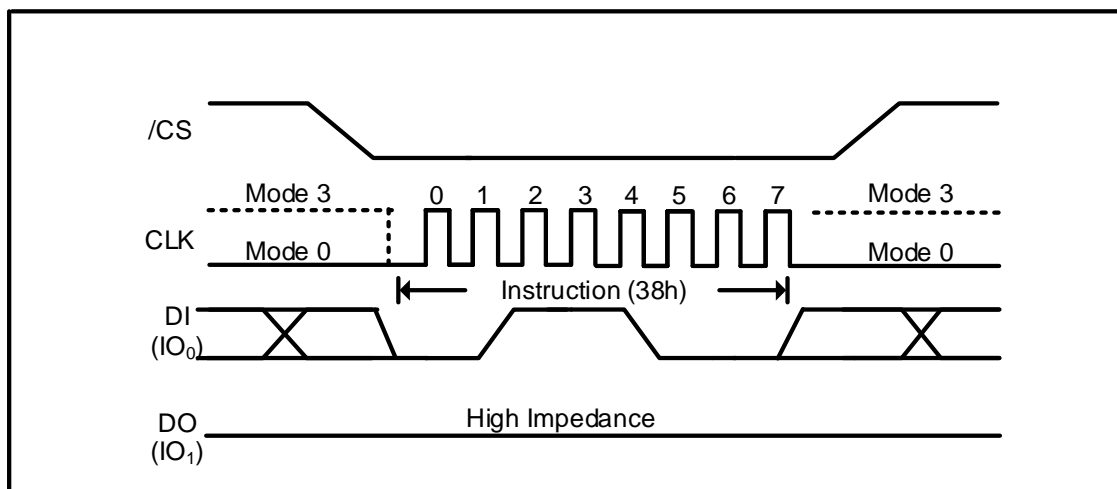 /CS
Mode 3 0 1 2 3 4 5 6 7 Mode 3
CLK
Mode 0 Mode 0
Instruction (38h)
DI
(IO₀)
High Impedance
DO
(IO₁)